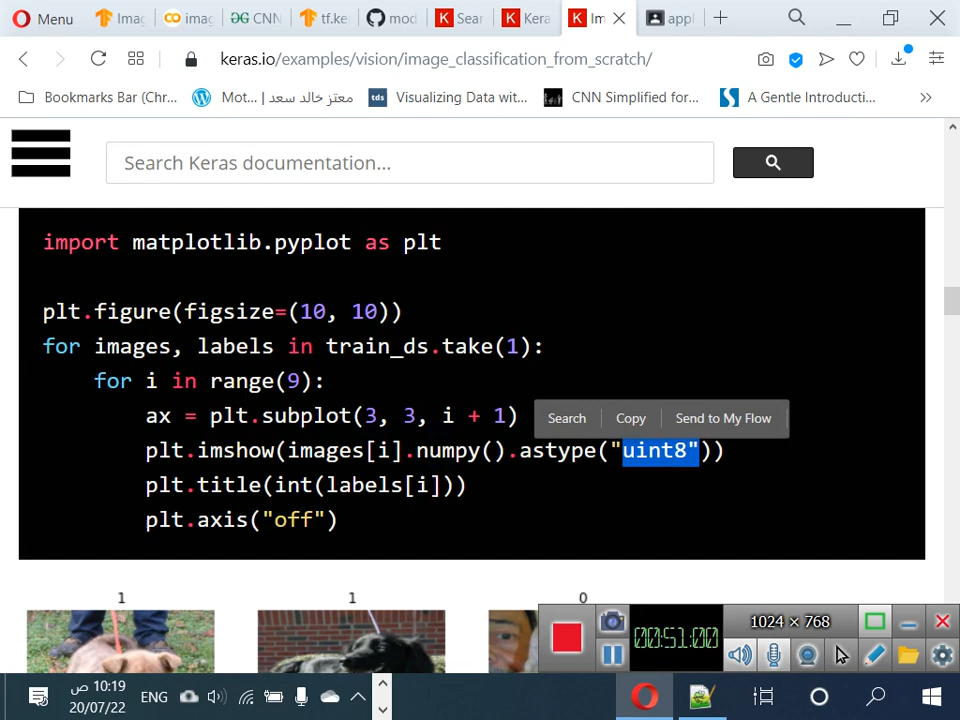 Menu
Imag
imag
CNN
tf.ke
mod
Sear
Kera
Im
appl
keras.io/examples/vision/image_classification_from_scratch/
Bookmarks Bar (Chr...
Mot... | معتز خالد سعد
tds
Visualizing Data wit...
CNN Simplified for...
A Gentle Introducti...
Search Keras documentation...
import matplotlib.pyplot as plt
plt.figure(figsize=(10, 10))
for images, labels in train_ds.take(1):
for i in range(9):
ax = plt.subplot(3, 3, i + 1)
Search
Copy
Send to My Flow
plt.imshow(images[i].numpy().astype("uint8"))
plt.title(int(labels[i]))
plt.axis("off")
1
1
0
00:51:00
1024 × 768
10:19 ص
ENG
20/07/22